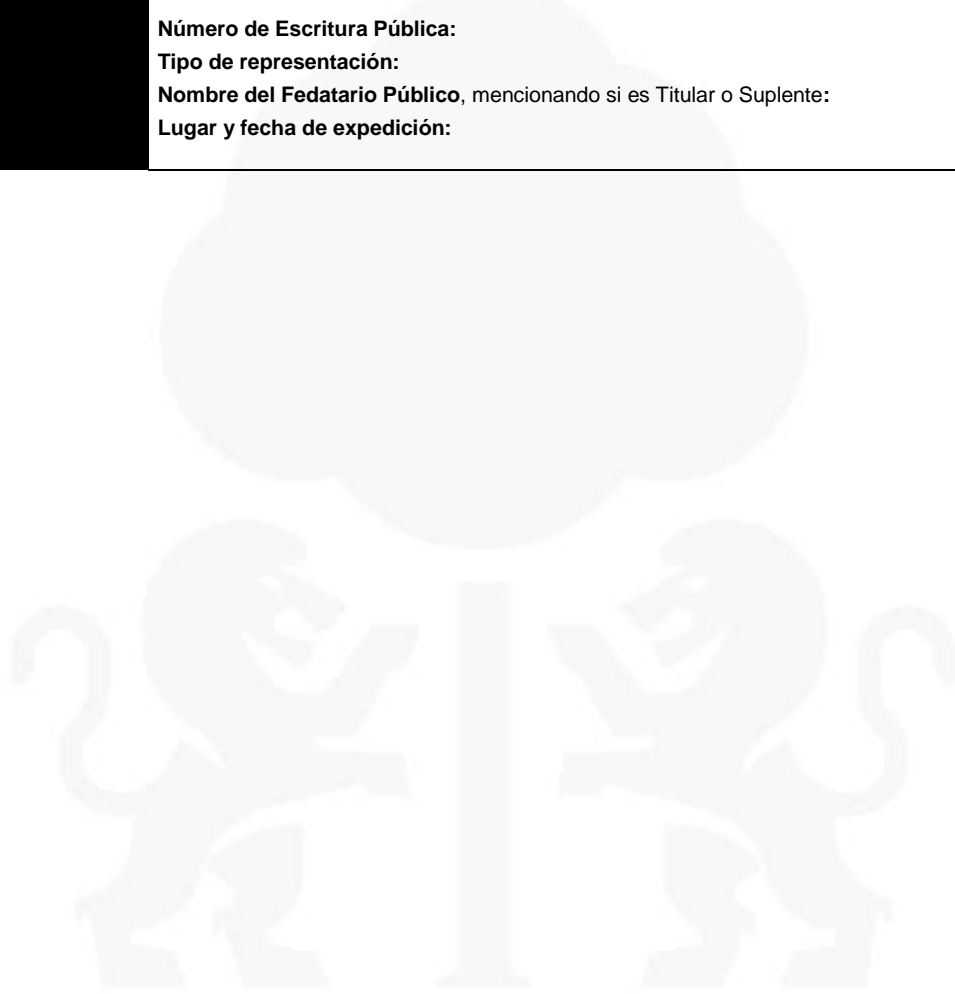 Número de Escritura Pública:
Tipo de representación:
Nombre del Fedatario Público, mencionando si es Titular o Suplente:
Lugar y fecha de expedición: